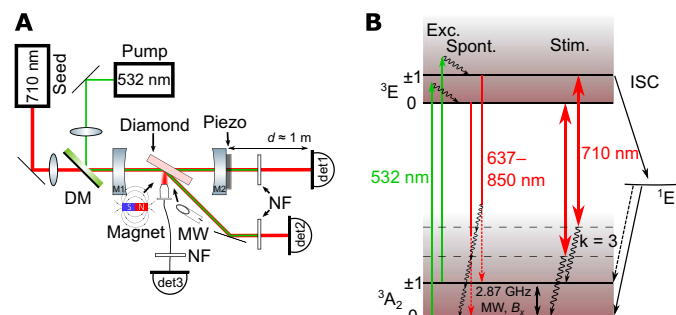 A
710 nm
Seed
Pump
532 nm
Diamond
Piezo
d ≈ 1 m
DM
M1
M2
det1
S N
Magnet
MW
NF
det2
NF
det3
B
Exc.
Spont.
Stim.
±1
³E
0
ISC
532 nm
637–
850 nm
710 nm
¹E
k = 3
±1
³A₂
2.87 GHz
MW, Bₓ
0